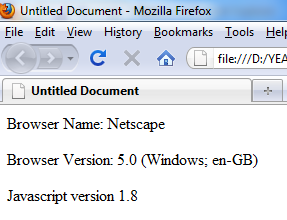 Untitled Document - Mozilla Firefox
File Edit View History Bookmarks Tools Help
file:///D:/YEA
Untitled Document
Browser Name: Netscape
Browser Version: 5.0 (Windows; en-GB)
Javascript version 1.8